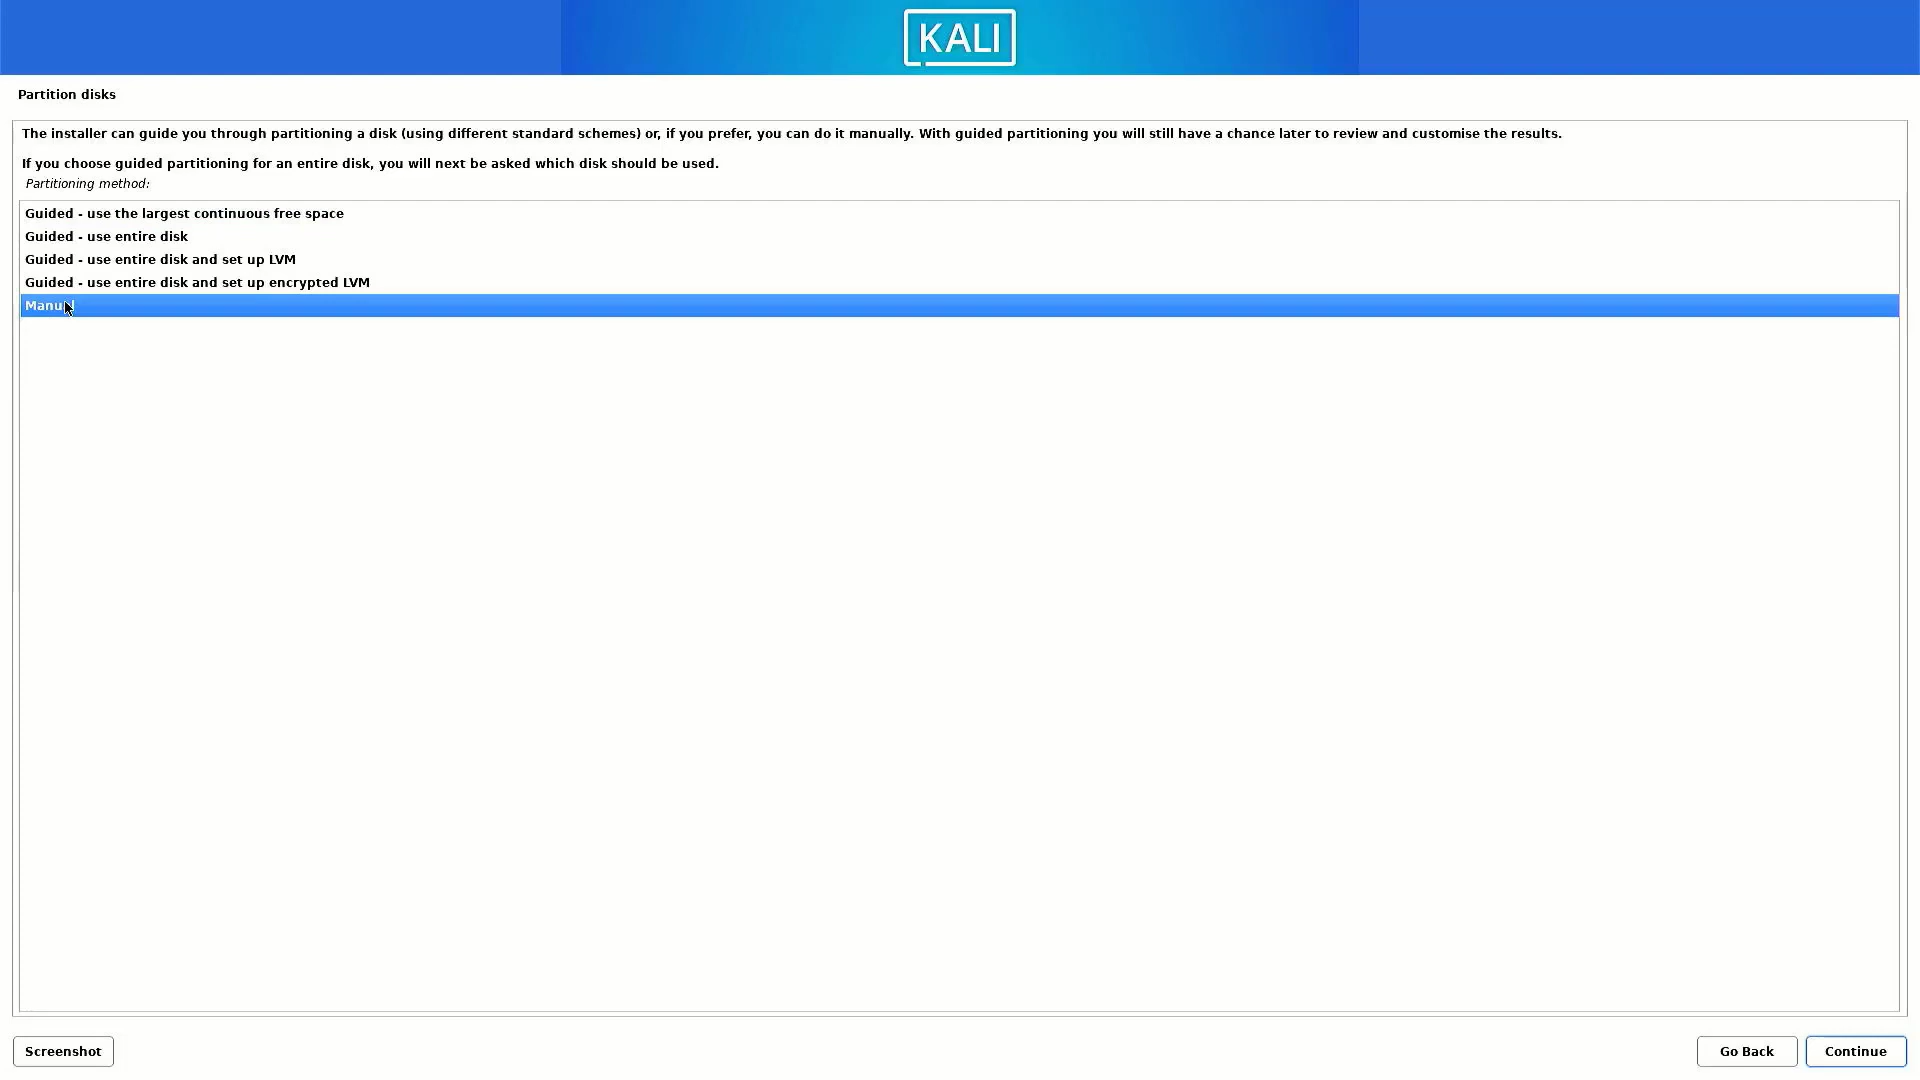 KALI
Partition disks
The installer can guide you through partitioning a disk (using different standard schemes) or, if you prefer, you can do it manually. With guided partitioning you will still have a chance later to review and customise the results.
If you choose guided partitioning for an entire disk, you will next be asked which disk should be used.
Partitioning method:
Guided - use the largest continuous free space
Guided - use entire disk
Guided - use entire disk and set up LVM
Guided - use entire disk and set up encrypted LVM
Manual
Screenshot
Go Back
Continue